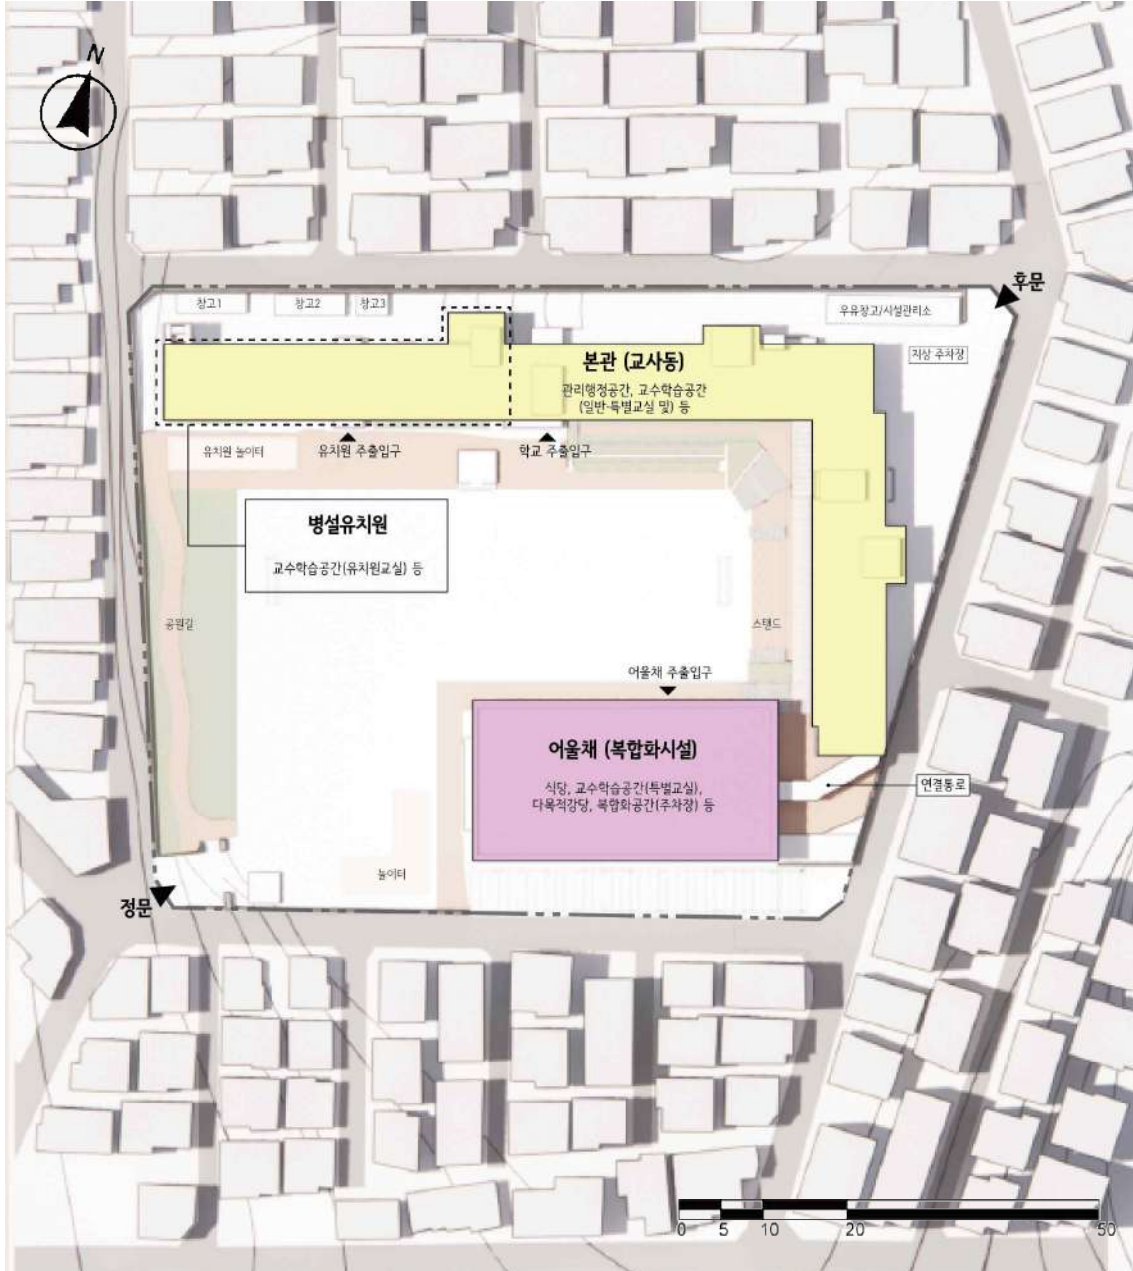 N
후문
창고1
창고2
창고3
우유창고/시설관리소
지상 주차장
본관 (교사동)
관리행정공간, 교수학습공간
(일반·특별교실 및) 등
유치원 놀이터
유치원 주출입구
학교 주출입구
병설유치원
교수학습공간(유치원교실) 등
공원길
스탠드
어울채 주출입구
어울채 (복합화시설)
식당, 교수학습공간(특별교실),
다목적강당, 복합화공간(주차장) 등
연결통로
놀이터
정문
0 5 10 20 50